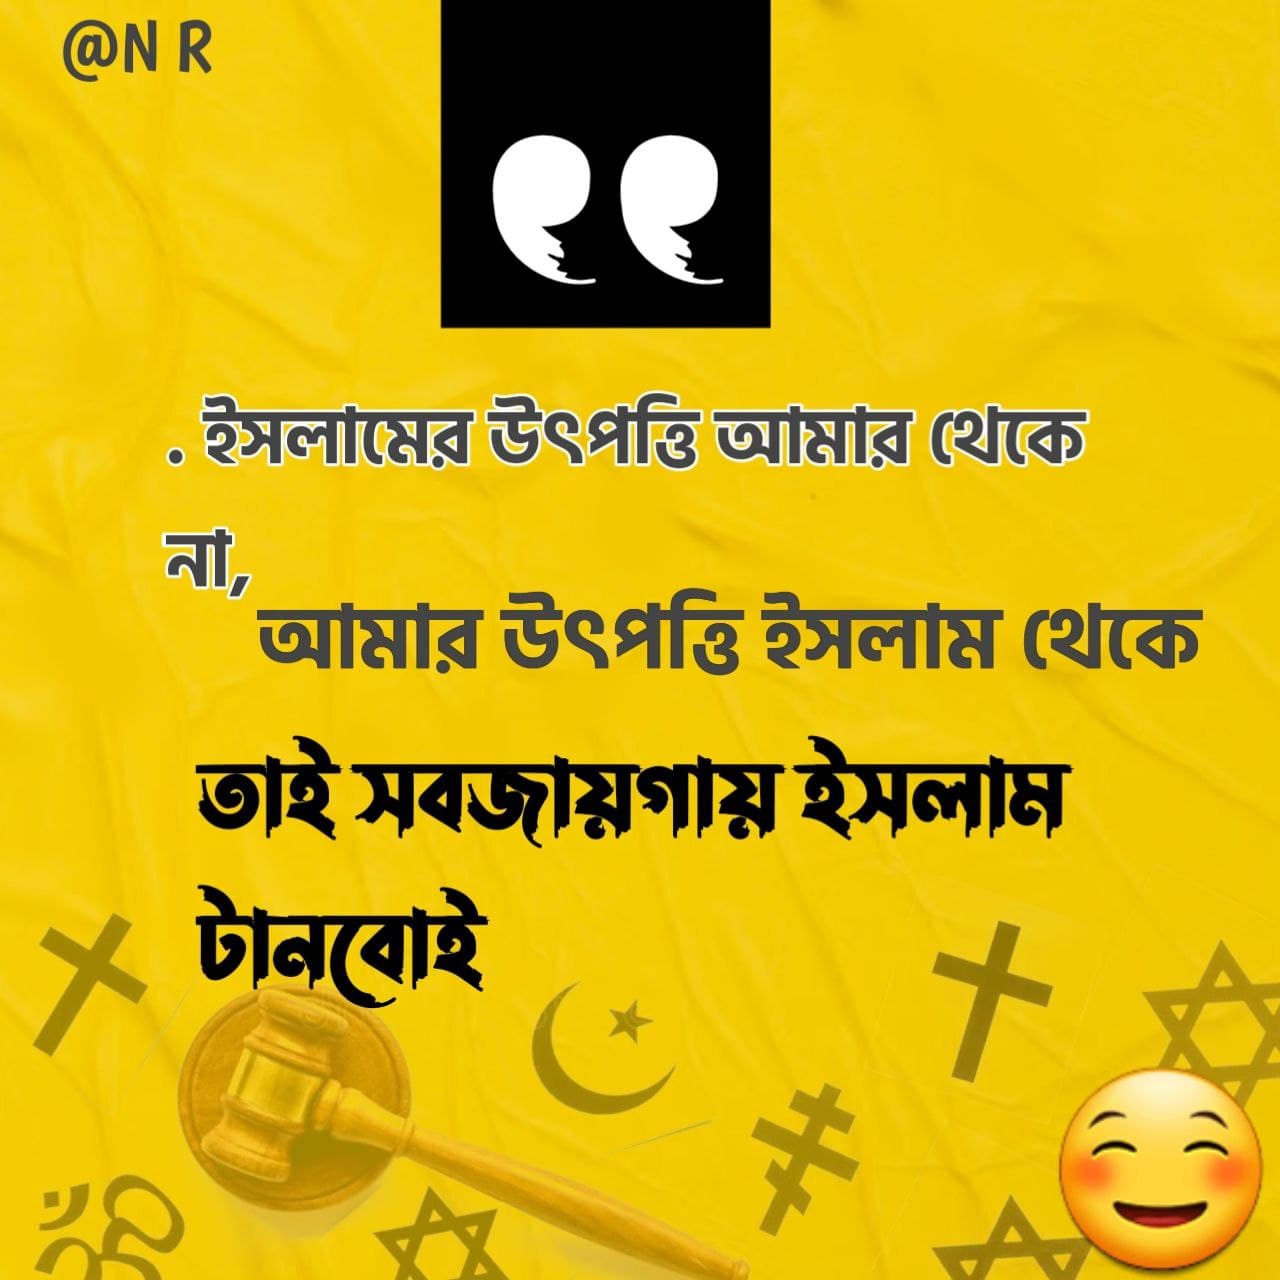 @N R
. ইসলামের উৎপত্তি আমার থেকে
না,
আমার উৎপত্তি ইসলাম থেকে
তাই সবজায়গায় ইসলাম
টানবোই